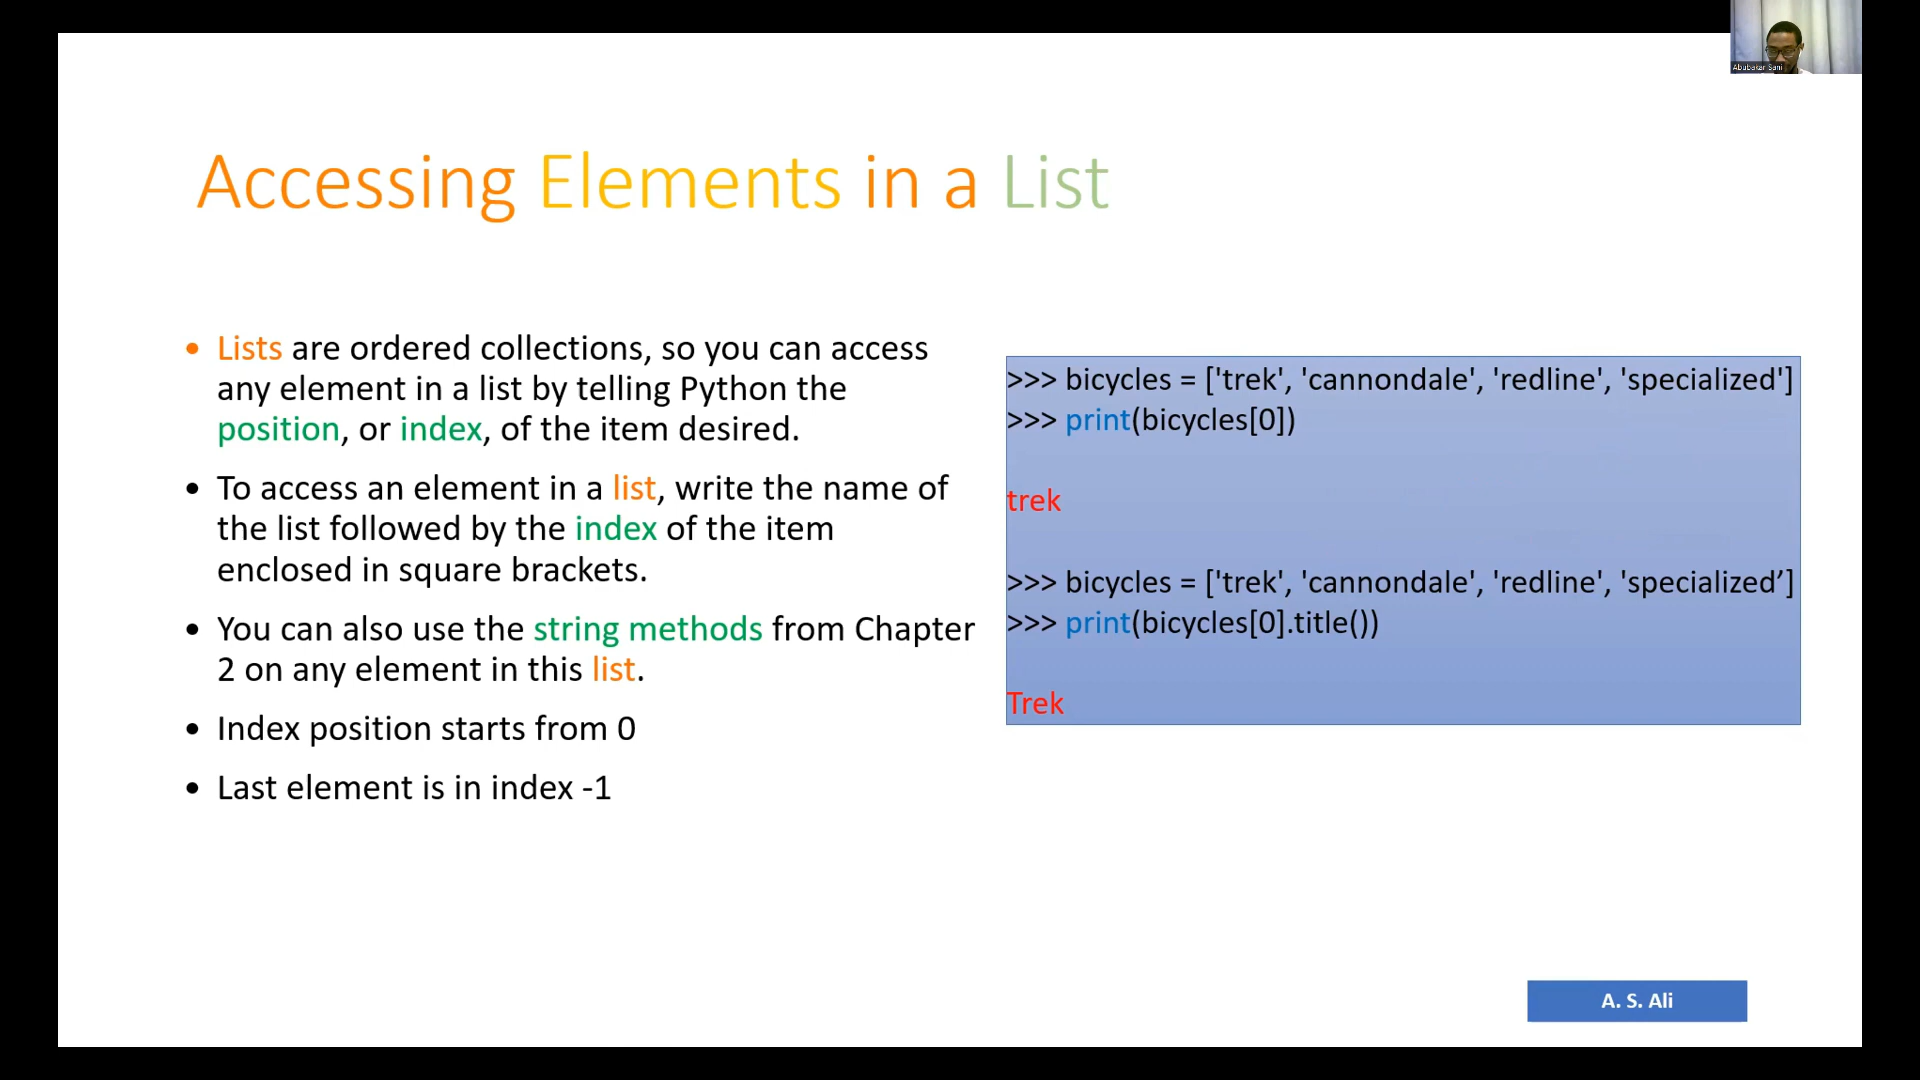 Abubakar Sani
Accessing Elements in a List
• Lists are ordered collections, so you can access
any element in a list by telling Python the
position, or index, of the item desired.
• To access an element in a list, write the name of
the list followed by the index of the item
enclosed in square brackets.
• You can also use the string methods from Chapter
2 on any element in this list.
• Index position starts from 0
• Last element is in index -1
>>> bicycles = ['trek', 'cannondale', 'redline', 'specialized']
>>> print(bicycles[0])
trek
>>> bicycles = ['trek', 'cannondale', 'redline', 'specialized’]
>>> print(bicycles[0].title())
Trek
A. S. Ali